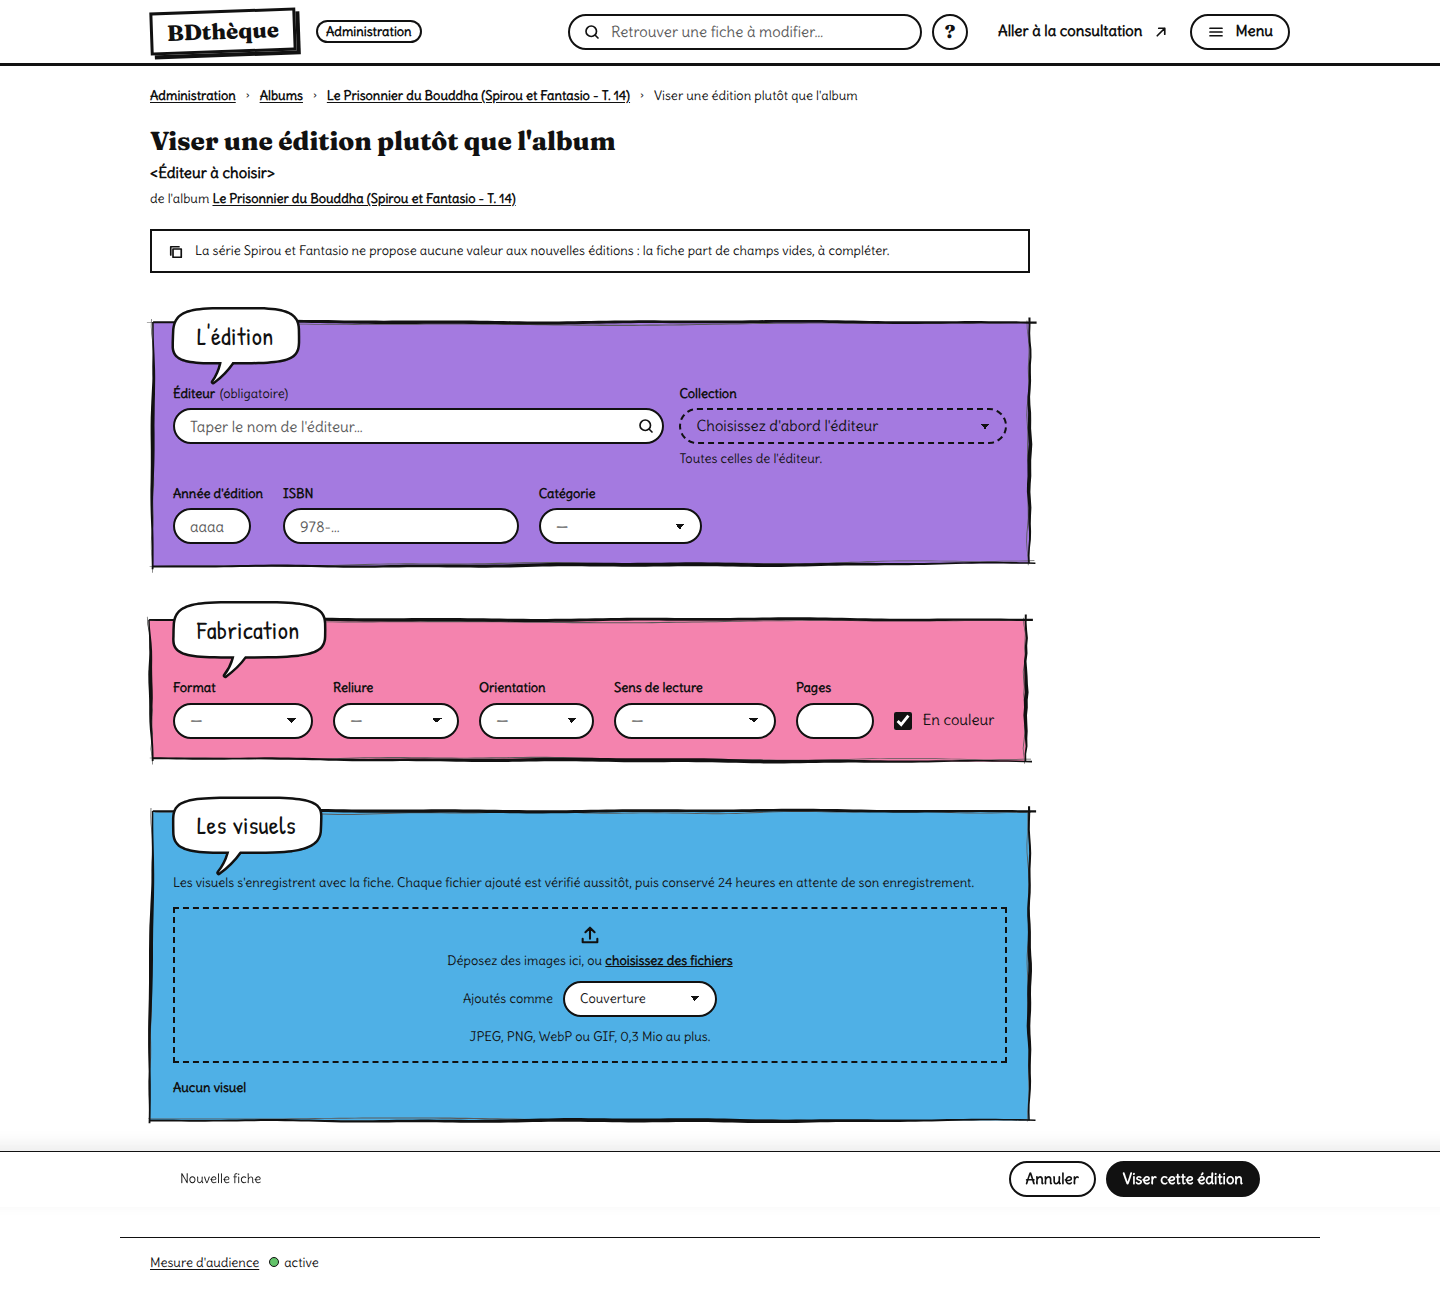 BDthèque
Administration
Retrouver une fiche à modifier...
?
Aller à la consultation
Menu
Administration › Albums › Le Prisonnier du Bouddha (Spirou et Fantasio - T. 14) › Viser une édition plutôt que l'album
Viser une édition plutôt que l'album
<Éditeur à choisir>
de l'album Le Prisonnier du Bouddha (Spirou et Fantasio - T. 14)
La série Spirou et Fantasio ne propose aucune valeur aux nouvelles éditions : la fiche part de champs vides, à compléter.
L'édition
Éditeur (obligatoire)
Collection
Taper le nom de l'éditeur...
Choisissez d'abord l'éditeur
Toutes celles de l'éditeur.
Année d'édition
ISBN
Catégorie
aaaa
978-...
—
Fabrication
Format
Reliure
Orientation
Sens de lecture
Pages
—
—
—
—
En couleur
Les visuels
Les visuels s'enregistrent avec la fiche. Chaque fichier ajouté est vérifié aussitôt, puis conservé 24 heures en attente de son enregistrement.
Déposez des images ici, ou choisissez des fichiers
Ajoutés comme
Couverture
JPEG, PNG, WebP ou GIF, 0,3 Mio au plus.
Aucun visuel
Nouvelle fiche
Annuler
Viser cette édition
Mesure d'audience
active